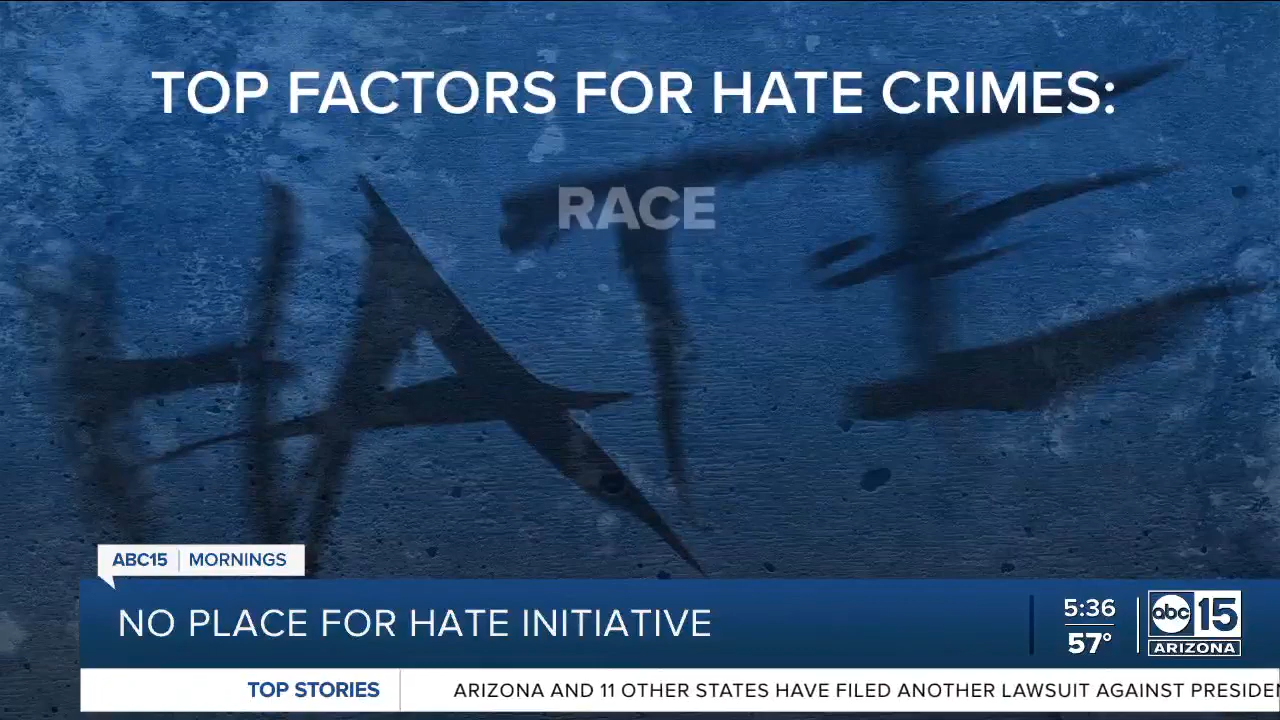 TOP FACTORS FOR HATE CRIMES:
RACE
HATE
ABC15 | MORNINGS
NO PLACE FOR HATE INITIATIVE
5:36
57°
abc 15
ARIZONA
TOP STORIES
ARIZONA AND 11 OTHER STATES HAVE FILED ANOTHER LAWSUIT AGAINST PRESIDEN